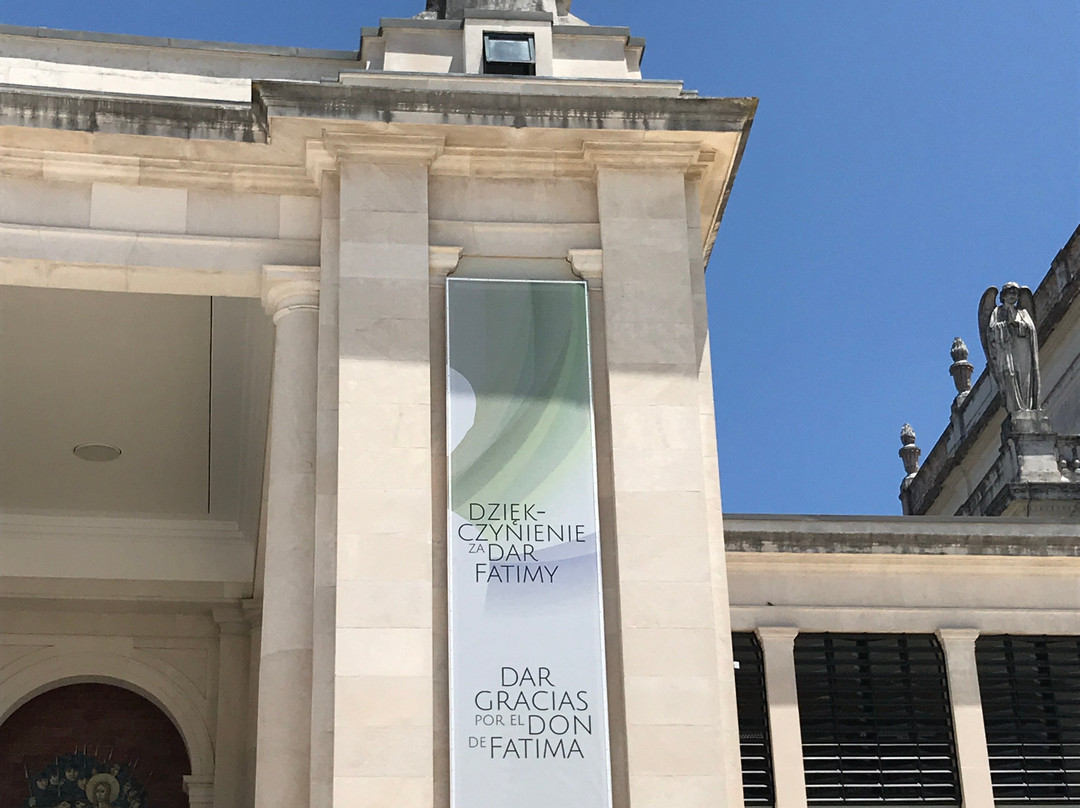 DZIĘK-
CZYNIENIE
ZA DAR
FATIMY
DAR
GRACIAS
POR EL DON
DE FATIMA